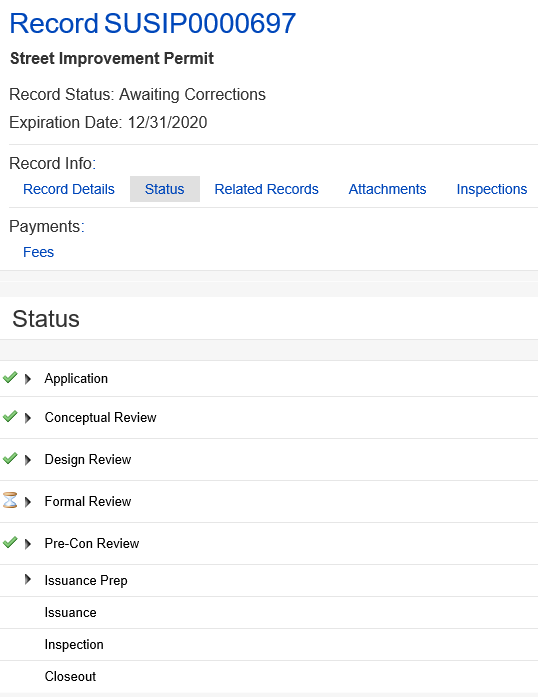 Record SUSIP0000697
Street Improvement Permit
Record Status: Awaiting Corrections
Expiration Date: 12/31/2020
Record Info:
Record Details Status Related Records Attachments Inspections
Payments:
Fees
Status
Application
Conceptual Review
Design Review
Formal Review
Pre-Con Review
Issuance Prep
Issuance
Inspection
Closeout